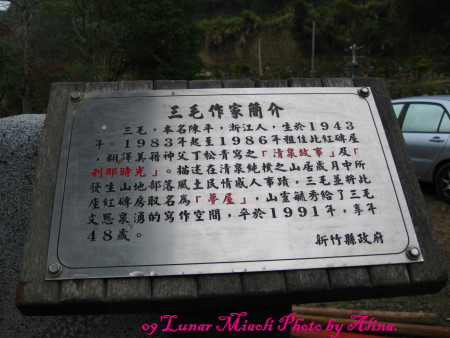 三毛作家簡介
三毛，本名陳平，浙江人，生於1943
年。1983年起至1986年租住此紅磚屋
，翻譯美籍神父丁松青寫之「清泉故事」及「
剎那時光」。描述在清泉純樸之山居歲月中所
發生山地部落風土民情或人事蹟，三毛並將此
座紅磚房取名為「夢屋」，山靈毓秀給了三毛
文思泉湧的寫作空間，卒於1991年，享年
48歲。
新竹縣政府
09 Lunar Miaoli Photo by Alina.